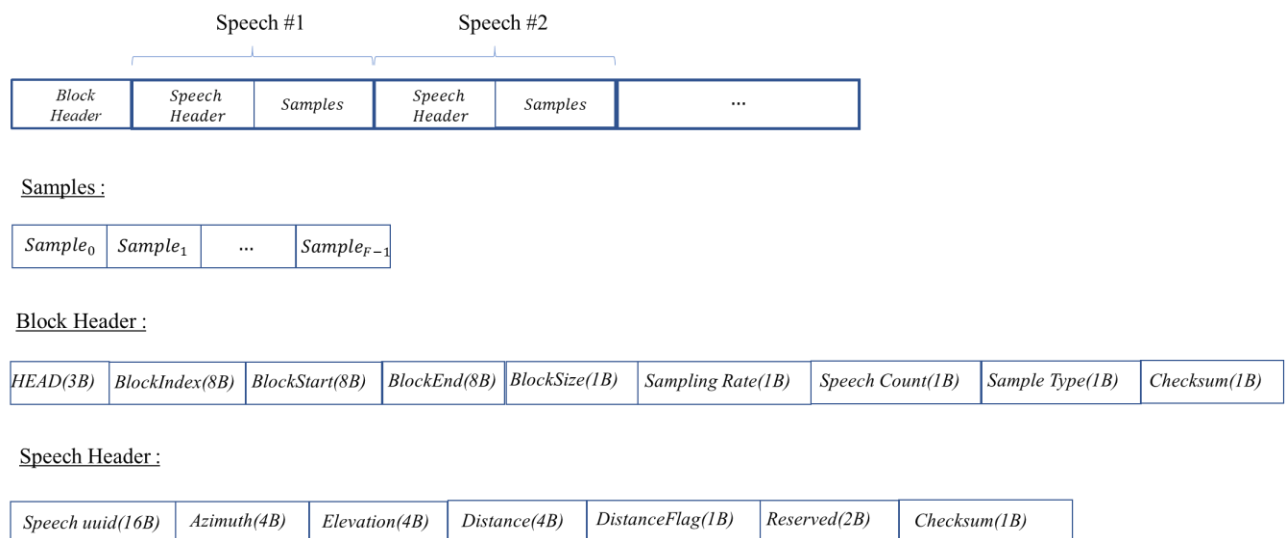 Speech #1 Speech #2
Block Header Speech Header Samples Speech Header Samples ...
Samples :
Sample₀ Sample₁ ... Sample_{F−1}
Block Header :
HEAD(3B) BlockIndex(8B) BlockStart(8B) BlockEnd(8B) BlockSize(1B) Sampling Rate(1B) Speech Count(1B) Sample Type(1B) Checksum(1B)
Speech Header :
Speech uuid(16B) Azimuth(4B) Elevation(4B) Distance(4B) DistanceFlag(1B) Reserved(2B) Checksum(1B)